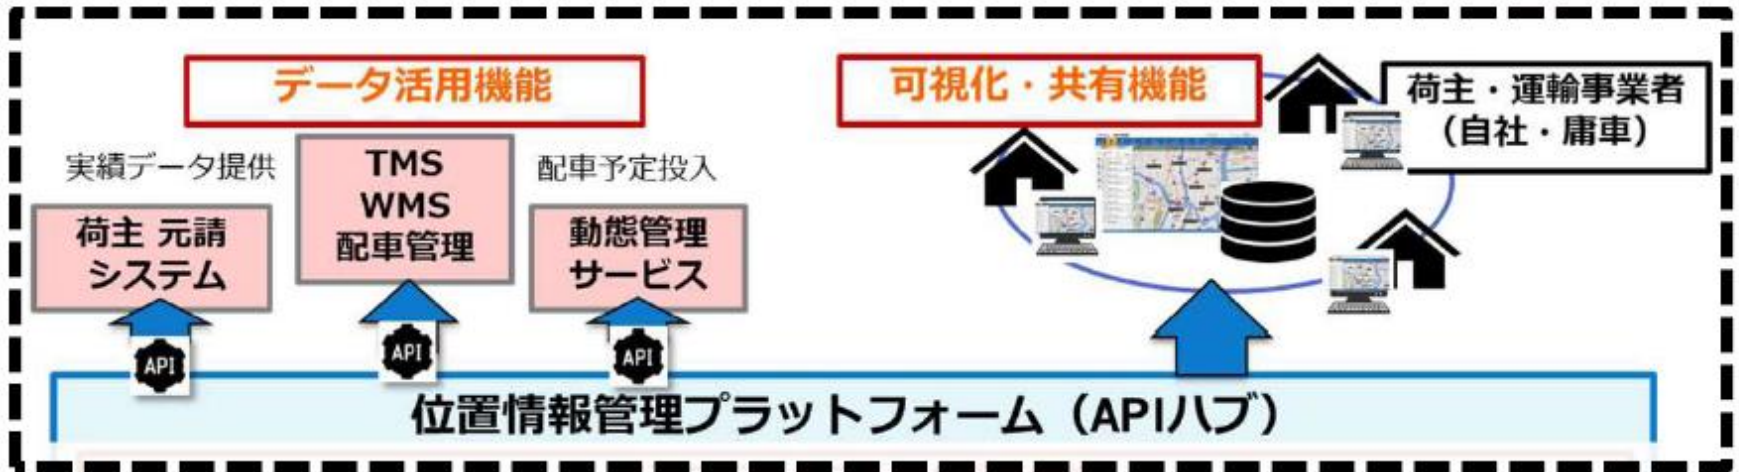 データ活用機能
可視化・共有機能
荷主・運輸事業者
（自社・庸車）
実績データ提供
TMS
WMS
配車管理
配車予定投入
荷主 元請
システム
動態管理
サービス
API
API
API
位置情報管理プラットフォーム（APIハブ）